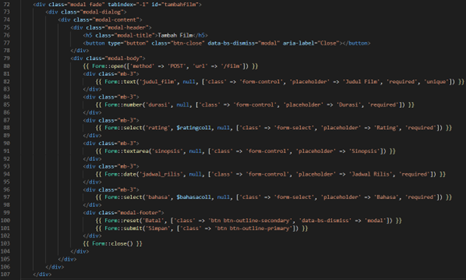 72 <div class="modal fade" tabindex="-1" id="tambahFilm">
73 <div class="modal-dialog">
74 <div class="modal-content">
75 <div class="modal-header">
76 <h5 class="modal-title">Tambah Film</h5>
77 <button type="button" class="btn-close" data-bs-dismiss="modal" aria-label="Close"></button>
78 </div>
79 <div class="modal-body">
80 {{ Form::open(['method' => 'POST', 'url' => '/film']) }}
81 <div class="mb-3">
82 {{ Form::text('judul_film', null, ['class' => 'form-control', 'placeholder' => 'Judul Film', 'required', 'unique']) }}
83 </div>
84 <div class="mb-3">
85 {{ Form::number('durasi', null, ['class' => 'form-control', 'placeholder' => 'Durasi', 'required']) }}
86 </div>
87 <div class="mb-3">
88 {{ Form::select('rating', $ratingcoll, null, ['class' => 'form-select', 'placeholder' => 'Rating', 'required']) }}
89 </div>
90 <div class="mb-3">
91 {{ Form::textarea('sinopsis', null, ['class' => 'form-control', 'placeholder' => 'Sinopsis']) }}
92 </div>
93 <div class="mb-3">
94 {{ Form::date('jadwal_rilis', null, ['class' => 'form-control', 'placeholder' => 'Jadwal Rilis', 'required']) }}
95 </div>
96 <div class="mb-3">
97 {{ Form::select('bahasa', $bahasacoll, null, ['class' => 'form-select', 'placeholder' => 'Bahasa', 'required']) }}
98 </div>
99 <div class="modal-footer">
100 {{ Form::reset('Batal', ['class' => 'btn btn-outline-secondary', 'data-bs-dismiss' => 'modal']) }}
101 {{ Form::submit('Simpan', ['class' => 'btn btn-outline-primary']) }}
102 </div>
103 {{ Form::close() }}
104 </div>
105 </div>
106 </div>
107 </div>